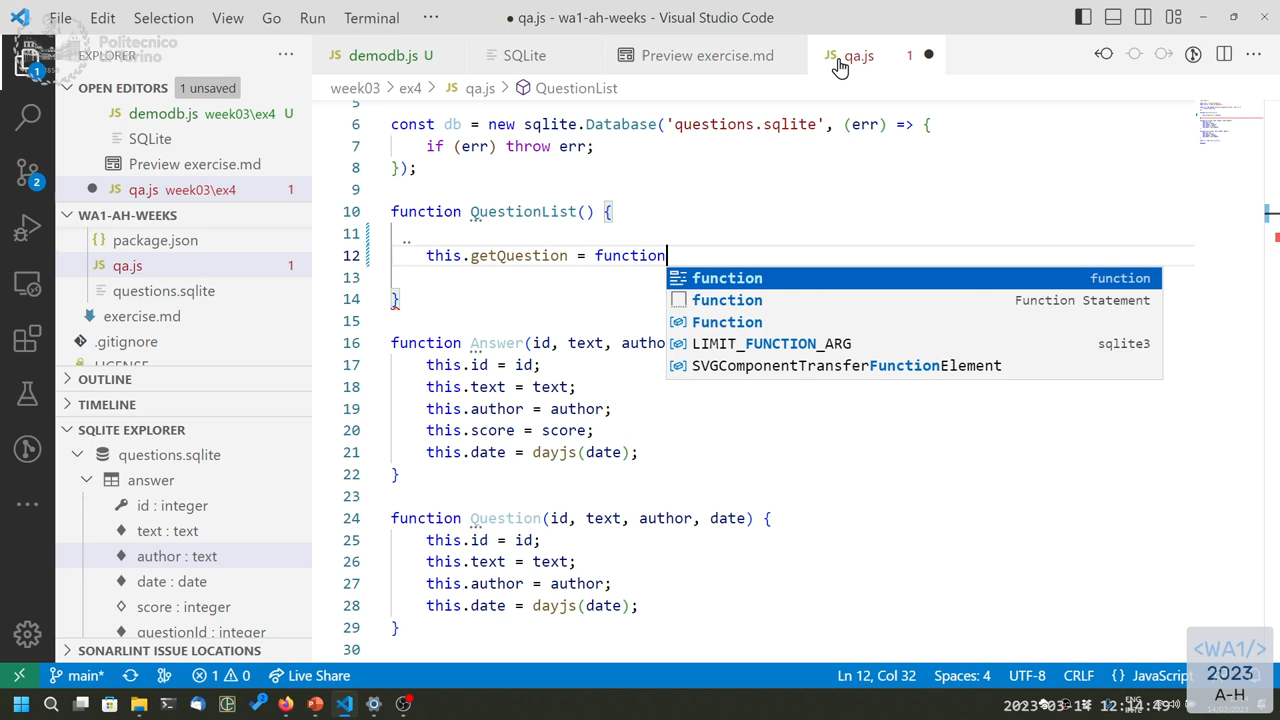 File Edit Selection View Go Run Terminal ··· ● qa.js - wa1-ah-weeks - Visual Studio Code
Politecnico
EXPLORER ···
JS demodb.js U SQLite Preview exercise.md JS qa.js 1 ●
OPEN EDITORS 1 unsaved
week03 > ex4 > JS qa.js > QuestionList
JS demodb.js week03\ex4 U
SQLite
Preview exercise.md
● JS qa.js week03\ex4 1
WA1-AH-WEEKS
{} package.json
JS qa.js 1
questions.sqlite
exercise.md
.gitignore
LICENSE
OUTLINE
TIMELINE
SQLITE EXPLORER
questions.sqlite
answer
id : integer
text : text
author : text
date : date
score : integer
questionId : integer
SONARLINT ISSUE LOCATIONS
5
6 const db = new sqlite.Database('questions.sqlite', (err) => {
7 if (err) throw err;
8 });
9
10 function QuestionList() {
11
12 this.getQuestion = function
13
14 }
15
16 function Answer(id, text, autho
17 this.id = id;
18 this.text = text;
19 this.author = author;
20 this.score = score;
21 this.date = dayjs(date);
22 }
23
24 function Question(id, text, author, date) {
25 this.id = id;
26 this.text = text;
27 this.author = author;
28 this.date = dayjs(date);
29 }
30
function function
function Function Statement
Function
LIMIT_FUNCTION_ARG sqlite3
SVGComponentTransferFunctionElement
1
2
main* 1 0 Live Share Ln 12, Col 32 Spaces: 4 UTF-8 CRLF {} JavaScript
<WA1/>
2023
A-H